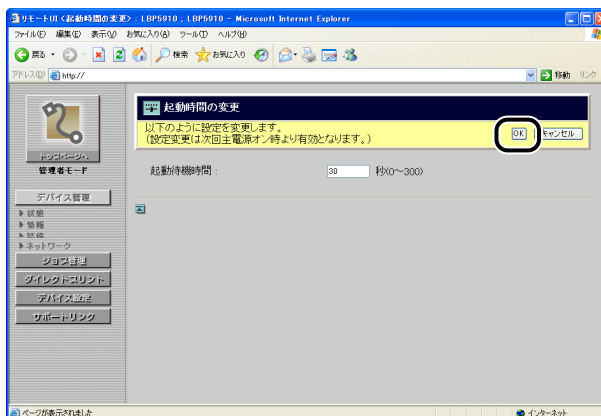 リモートUI <起動時間の変更> : LBP5910 ; LBP5910 - Microsoft Internet Explorer
ファイル(F) 編集(E) 表示(V) お気に入り(A) ツール(T) ヘルプ(H)
戻る 検索 お気に入り
アドレス(D) http:// 移動 リンク
起動時間の変更
以下のように設定を変更します。
(設定変更は次回主電源オン時より有効となります。)
OK キャンセル
トップページへ
管理者モード
起動待機時間 : 30 秒(0～300)
デバイス管理
状態
情報
ネットワーク
ジョブ管理
ダイレクトプリント
デバイス設定
サポートリンク
ページが表示されました インターネット